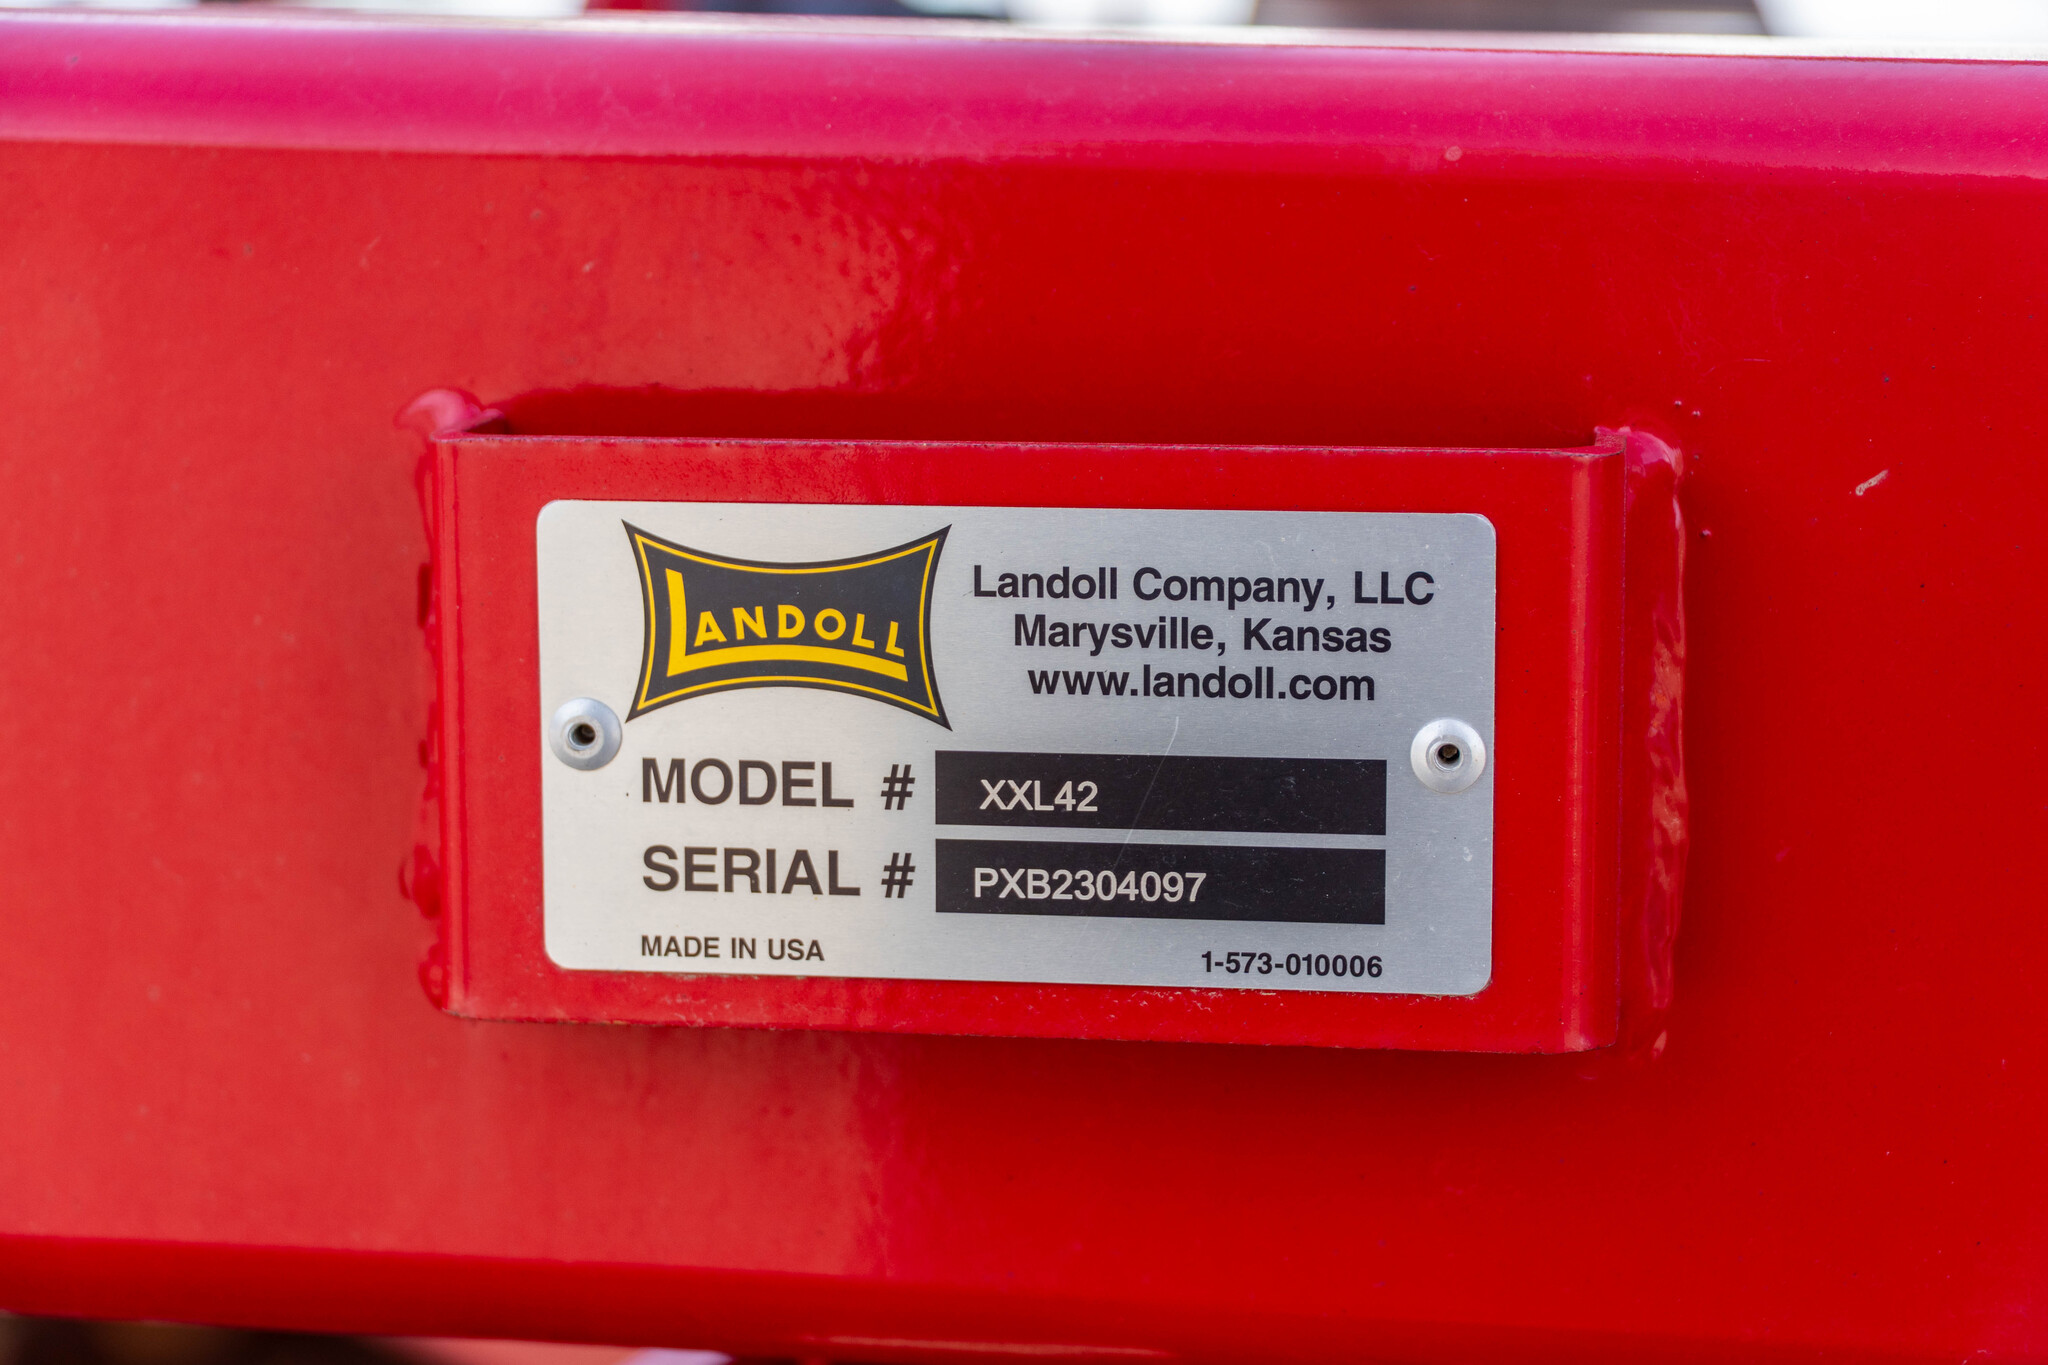 LANDOLL
Landoll Company, LLC
Marysville, Kansas
www.landoll.com
MODEL # XXL42
SERIAL # PXB2304097
MADE IN USA
1-573-010006